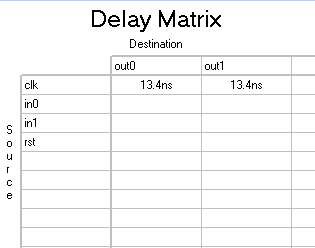 Delay Matrix
Destination
out0 out1
clk 13.4ns 13.4ns
in0
in1
rst
Source